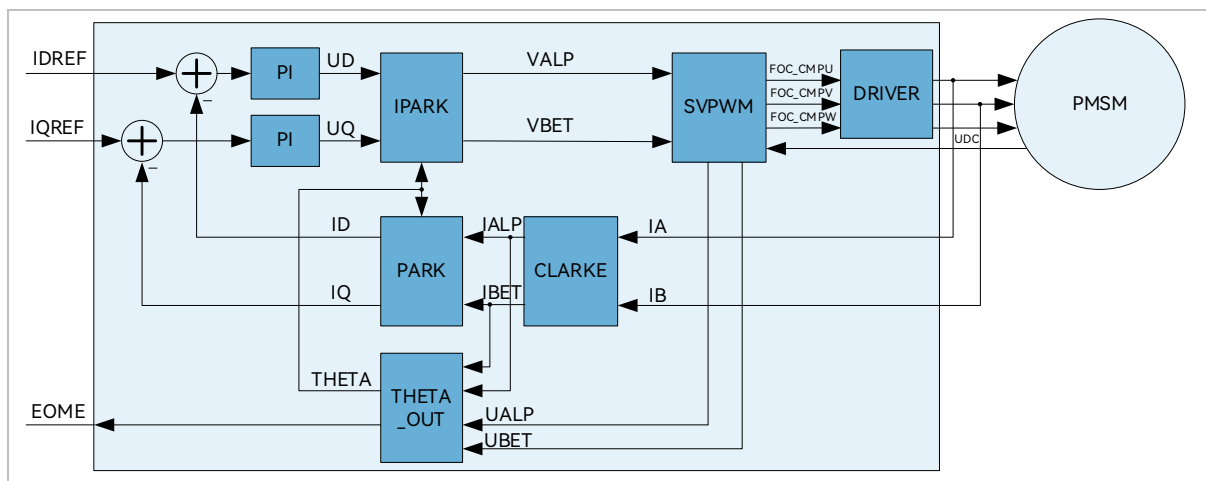 IDREF
PI
UD
IPARK
VALP
SVPWM
FOC_CMPU
FOC_CMPV
FOC_CMPW
DRIVER
PMSM
IQREF
PI
UQ
VBET
UDC
ID
IQ
PARK
IALP
IBET
CLARKE
IA
IB
THETA
THETA
_OUT
UALP
UBET
EOME